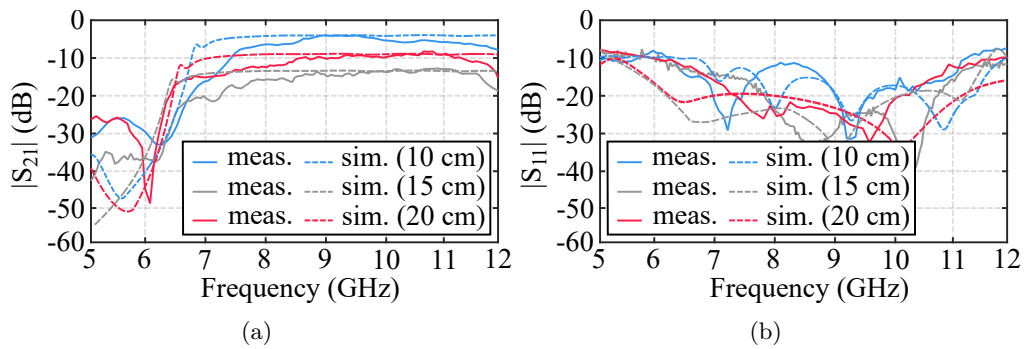 |S21| (dB)
0
-10
-20
-30
-40
-50
-60
meas. sim. (10 cm)
meas. sim. (15 cm)
meas. sim. (20 cm)
5 6 7 8 9 10 11 12
Frequency (GHz)
(a)
|S11| (dB)
0
-10
-20
-30
-40
-50
-60
meas. sim. (10 cm)
meas. sim. (15 cm)
meas. sim. (20 cm)
5 6 7 8 9 10 11 12
Frequency (GHz)
(b)